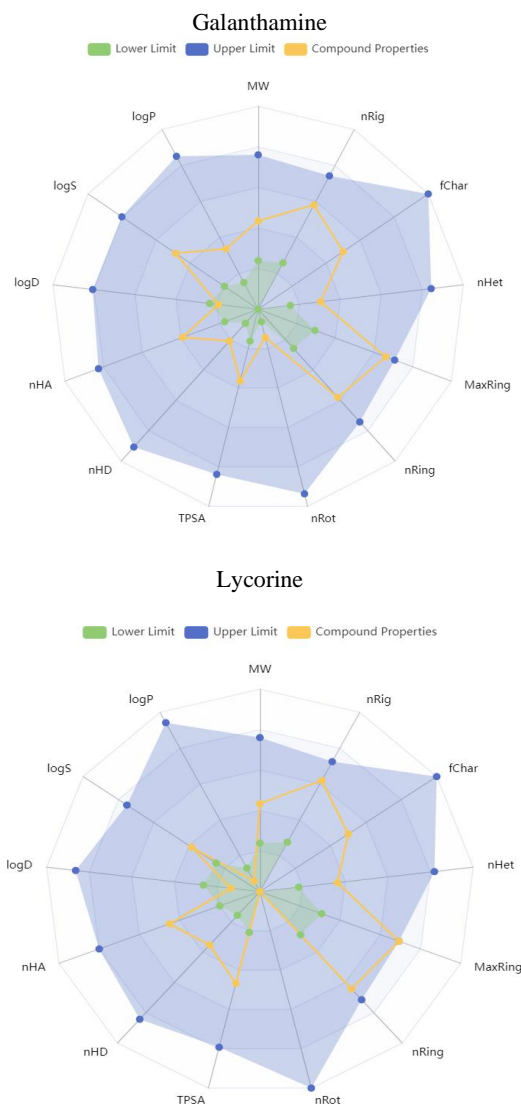 Galanthamine
Lower Limit Upper Limit Compound Properties
MW
logP nRig
logS fChar
logD nHet
nHA MaxRing
nHD nRing
TPSA nRot
Lycorine
Lower Limit Upper Limit Compound Properties
MW
logP nRig
logS fChar
logD nHet
nHA MaxRing
nHD nRing
TPSA nRot